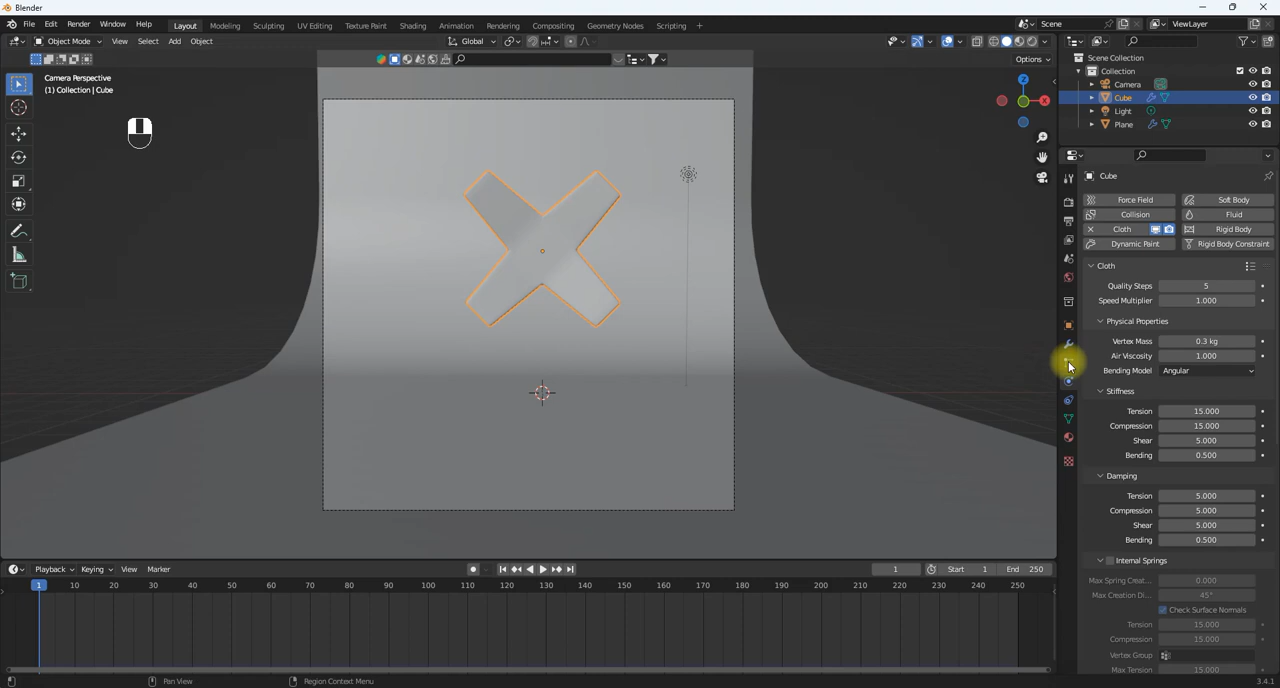 Blender
File Edit Render Window Help Layout Modeling Sculpting UV Editing Texture Paint Shading Animation Rendering Compositing Geometry Nodes Scripting + Scene ViewLayer
Object Mode View Select Add Object Global
Options
Camera Perspective
(1) Collection | Cube
X
Scene Collection
Collection
Camera
Cube
Light
Plane
Cube
Force Field Soft Body
Collision Fluid
Cloth Rigid Body
Dynamic Paint Rigid Body Constraint
Cloth
Quality Steps 5
Speed Multiplier 1.000
Physical Properties
Vertex Mass 0.3 kg
Air Viscosity 1.000
Bending Model Angular
Stiffness
Tension 15.000
Compression 15.000
Shear 5.000
Bending 0.500
Damping
Tension 5.000
Compression 5.000
Shear 5.000
Bending 0.500
Internal Springs
Max Spring Creat... 0.000
Max Creation Di... 45°
Check Surface Normals
Tension 15.000
Compression 15.000
Vertex Group
Max Tension 15.000
Playback Keying View Marker 1 Start 1 End 250
1 10 20 30 40 50 60 70 80 90 100 110 120 130 140 150 160 170 180 190 200 210 220 230 240 250
Pan View Region Context Menu 3.4.1